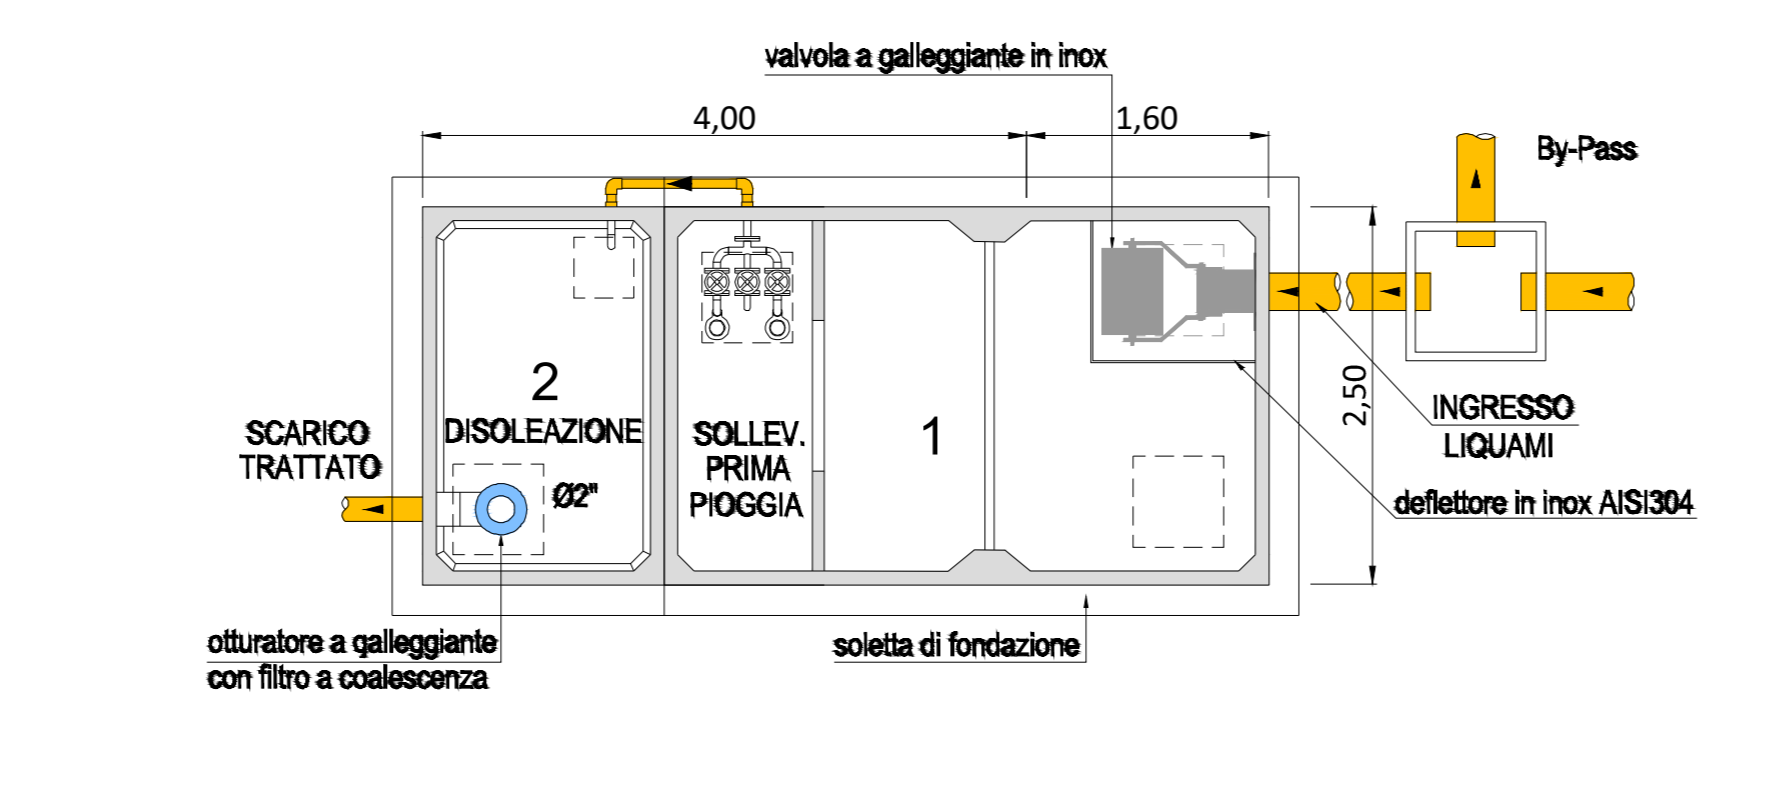 valvola a galleggiante in inox
4,00
1,60
By-Pass
2
DISOLEAZIONE
SCARICO
TRATTATO
Ø2"
SOLLEV.
PRIMA
PIOGGIA
1
2,50
INGRESSO
LIQUAMI
deflettore in inox AISI304
otturatore a galleggiante
con filtro a coalescenza
soletta di fondazione